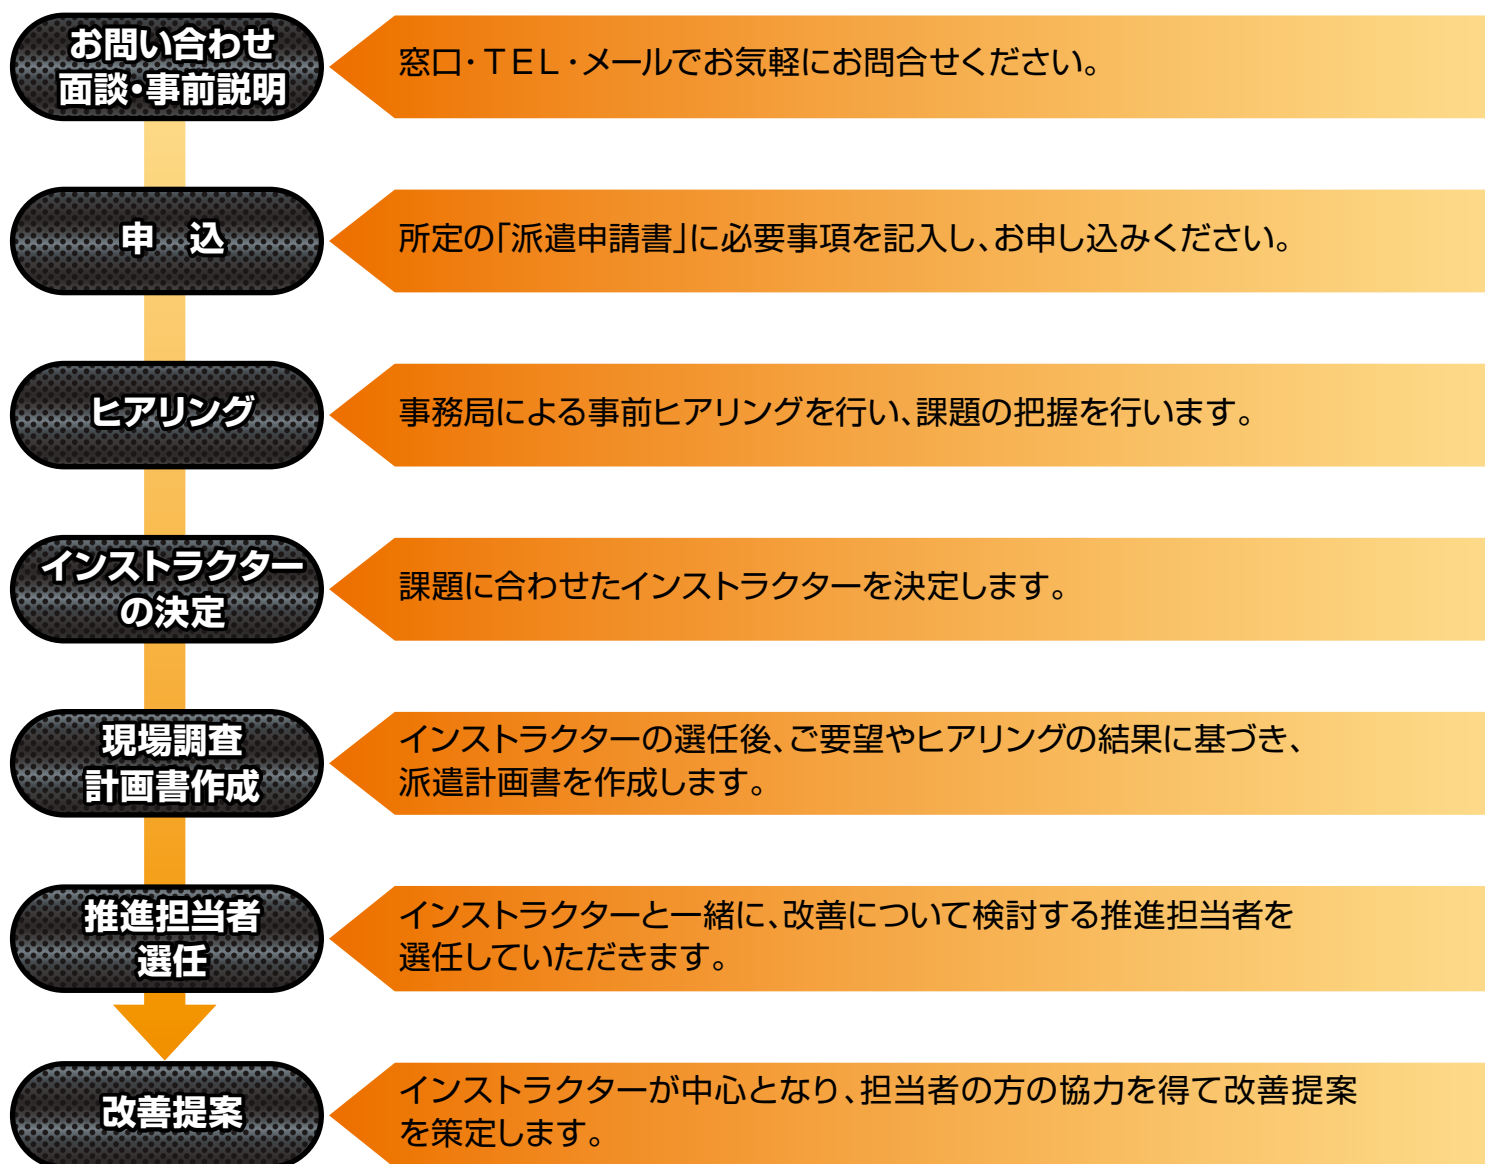 お問い合わせ
面談・事前説明
窓口・TEL・メールでお気軽にお問合せください。
申　込
所定の「派遣申請書」に必要事項を記入し、お申し込みください。
ヒアリング
事務局による事前ヒアリングを行い、課題の把握を行います。
インストラクター
の決定
課題に合わせたインストラクターを決定します。
現場調査
計画書作成
インストラクターの選任後、ご要望やヒアリングの結果に基づき、
派遣計画書を作成します。
推進担当者
選任
インストラクターと一緒に、改善について検討する推進担当者を
選任していただきます。
改善提案
インストラクターが中心となり、担当者の方の協力を得て改善提案
を策定します。